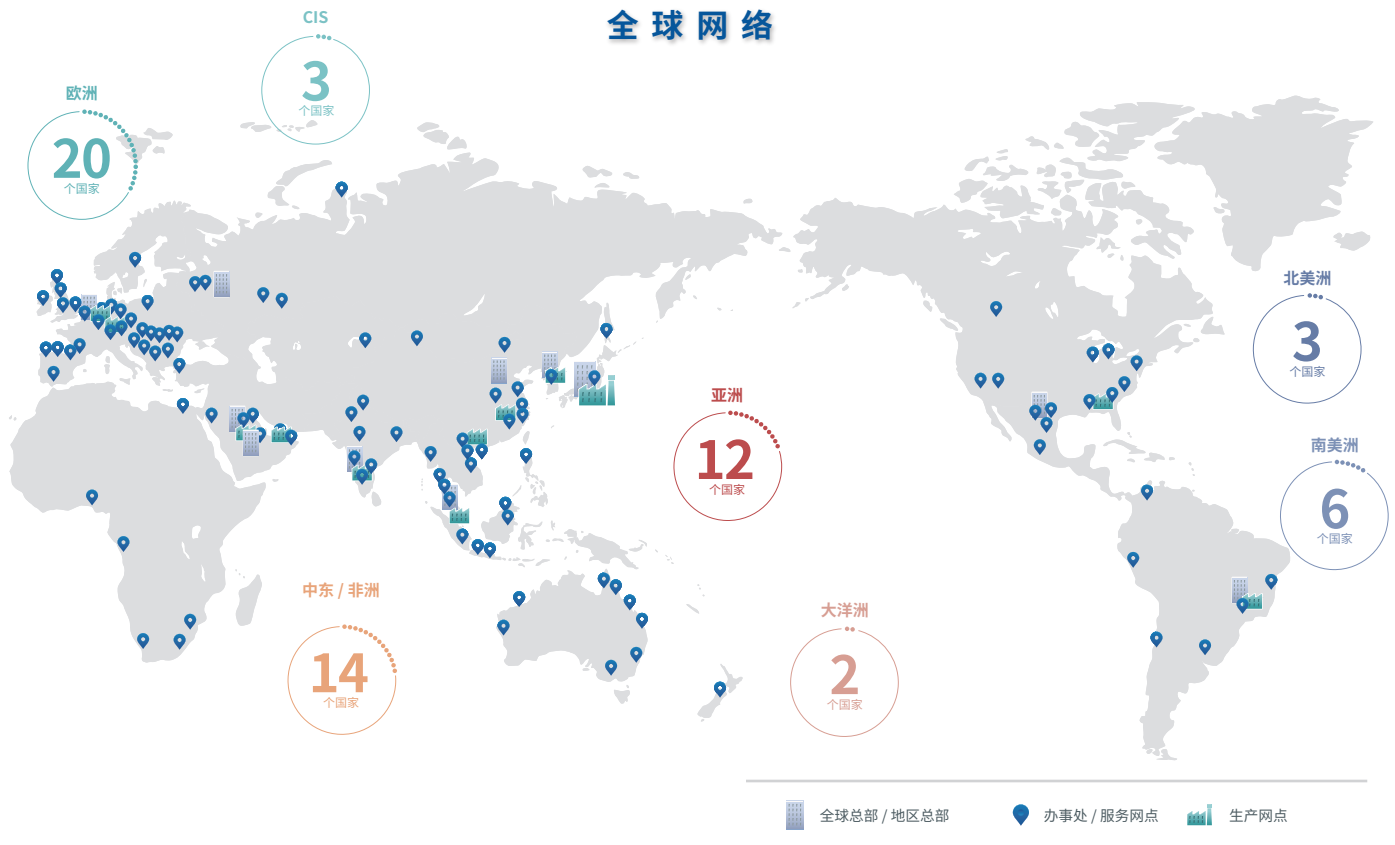 全球网络
CIS
3
个国家
欧洲
20
个国家
北美洲
3
个国家
亚洲
12
个国家
南美洲
6
个国家
中东 / 非洲
14
个国家
大洋洲
2
个国家
全球总部 / 地区总部
办事处 / 服务网点
生产网点